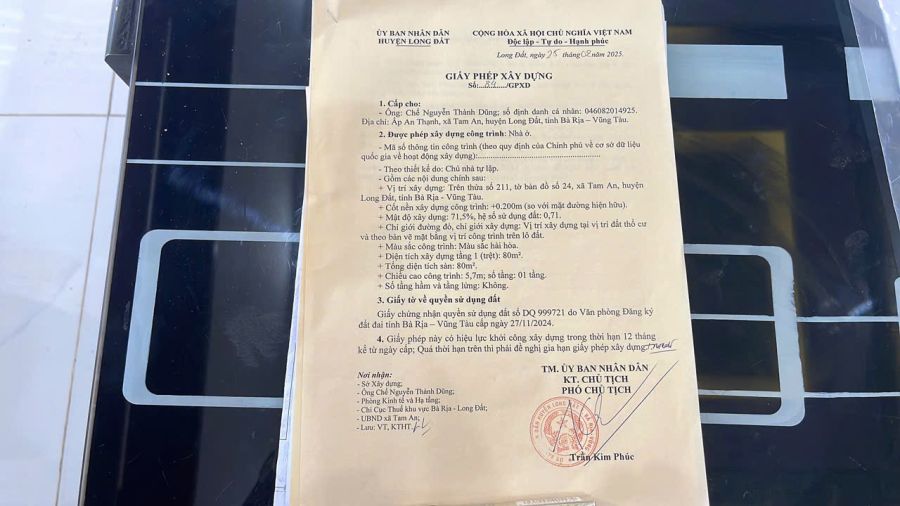 ỦY BAN NHÂN DÂN CỘNG HÒA XÃ HỘI CHỦ NGHĨA VIỆT NAM
HUYỆN LONG ĐẤT Độc lập - Tự do - Hạnh phúc
Long Đất, ngày 25 tháng 02 năm 2025.
GIẤY PHÉP XÂY DỰNG
Số:...84...../GPXD
1. Cấp cho:
- Ông: Chế Nguyễn Thành Dũng; số định danh cá nhân: 046082014925.
Địa chỉ: Ấp An Thạnh, xã Tam An, huyện Long Đất, tỉnh Bà Rịa – Vũng Tàu.
2. Được phép xây dựng công trình: Nhà ở.
- Mã số thông tin công trình (theo quy định của Chính phủ về cơ sở dữ liệu
quốc gia về hoạt động xây dựng):......................................................
- Theo thiết kế do: Chủ nhà tự lập.
- Gồm các nội dung chính sau:
+ Vị trí xây dựng: Trên thửa số 211, tờ bản đồ số 24, xã Tam An, huyện
Long Đất, tỉnh Bà Rịa - Vũng Tàu.
+ Cốt nền xây dựng công trình: +0.200m (so với mặt đường hiện hữu).
+ Mật độ xây dựng: 71,5%, hệ số sử dụng đất: 0,71.
+ Chỉ giới đường đỏ, chỉ giới xây dựng: Vị trí xây dựng tại vị trí đất thổ cư
và theo bản vẽ mặt bằng vị trí công trình trên lô đất.
+ Màu sắc công trình: Màu sắc hài hòa.
+ Diện tích xây dựng tầng 1 (trệt): 80m².
+ Tổng diện tích sàn: 80m².
+ Chiều cao công trình: 5,7m; số tầng: 01 tầng.
+ Số tầng hầm và tầng lửng: Không.
3. Giấy tờ về quyền sử dụng đất
Giấy chứng nhận quyền sử dụng đất số DQ 999721 do Văn phòng Đăng ký
đất đai tỉnh Bà Rịa – Vũng Tàu cấp ngày 27/11/2024.
4. Giấy phép này có hiệu lực khởi công xây dựng trong thời hạn 12 tháng
kể từ ngày cấp; Quá thời hạn trên thì phải đề nghị gia hạn giấy phép xây dựng.
Nơi nhận: TM. ỦY BAN NHÂN DÂN
- Sở Xây dựng; KT. CHỦ TỊCH
- Ông Chế Nguyễn Thành Dũng; PHÓ CHỦ TỊCH
- Phòng Kinh tế và Hạ tầng;
- Chi Cục Thuế khu vực Bà Rịa - Long Đất;
- UBND xã Tam An;
- Lưu: VT, KTHT.
Trần Kim Phúc